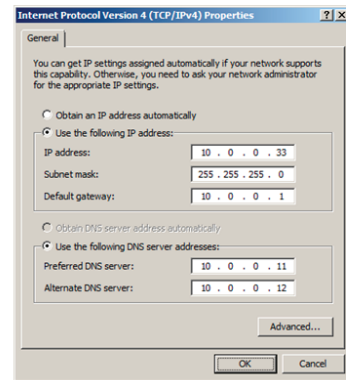 Internet Protocol Version 4 (TCP/IPv4) Properties ? X
General
You can get IP settings assigned automatically if your network supports
this capability. Otherwise, you need to ask your network administrator
for the appropriate IP settings.
Obtain an IP address automatically
Use the following IP address:
IP address: 10 . 0 . 0 . 33
Subnet mask: 255 . 255 . 255 . 0
Default gateway: 10 . 0 . 0 . 1
Obtain DNS server address automatically
Use the following DNS server addresses:
Preferred DNS server: 10 . 0 . 0 . 11
Alternate DNS server: 10 . 0 . 0 . 12
Advanced...
OK Cancel